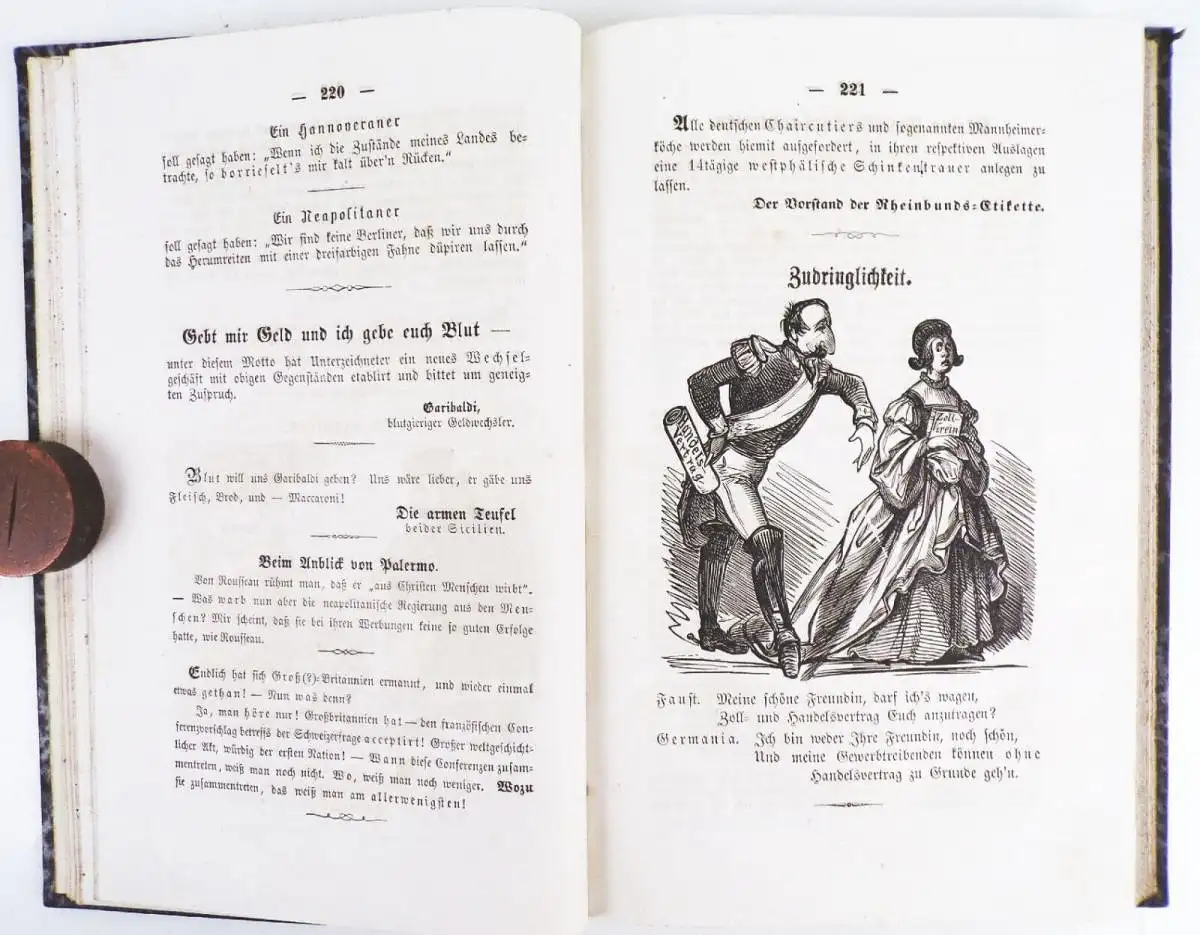 — 220 —
Ein Hannoveraner
soll gesagt haben: „Wenn ich die Zustände meines Landes be-
trachte, so borrieselt's mir kalt über'n Rücken.“
Ein Neapolitaner
soll gesagt haben: „Wir sind keine Berliner, daß wir uns durch
das Herumreiten mit einer dreifarbigen Fahne düpiren lassen.“
Gebt mir Geld und ich gebe euch Blut —
unter diesem Motto hat Unterzeichneter ein neues Wechsel-
geschäft mit obigen Gegenständen etablirt und bittet um geneig-
ten Zuspruch.
Garibaldi,
blutgieriger Geldwechsler.
Blut will uns Garibaldi geben? Uns wäre lieber, er gäbe uns
Fleisch, Brod, und — Maccaroni!
Die armen Teufel
beider Sicilien.
Beim Anblick von Palermo.
Von Rousseau rühmt man, daß er „aus Christen Menschen wirbt“.
— Was warb nun aber die neapolitanische Regierung aus den Men-
schen? Mir scheint, daß sie bei ihren Werbungen keine so guten Erfolge
hatte, wie Rousseau.
Endlich hat sich Groß(?)=Britannien ermannt, und wieder einmal
etwas gethan! — Nun was denn?
Ja, man höre nur! Großbritannien hat — den französischen Con-
ferenzvorschlag betreffs der Schweizerfrage acceptirt! Großer weltgeschicht-
licher Akt, würdig der ersten Nation! — Wann diese Conferenzen zusam-
mentreten, weiß man noch nicht. Wo, weiß man noch weniger. Wozu
sie zusammentreten, das weiß man am allerwenigsten!
— 221 —
Alle deutschen Chaircutiers und sogenannten Mannheimer-
köche werden hiemit aufgefordert, in ihren respektiven Auslagen
eine 14tägige westphälische Schinkentrauer anlegen zu
lassen.
Der Vorstand der Rheinbunds=Etikette.
Zudringlichkeit.
Handels-
vertrag
Zoll-
verein
Faust. Meine schöne Freundin, darf ich's wagen,
Zoll- und Handelsvertrag Euch anzutragen?
Germania. Ich bin weder Ihre Freundin, noch schön,
Und meine Gewerbtreibenden können ohne
Handelsvertrag zu Grunde geh'n.